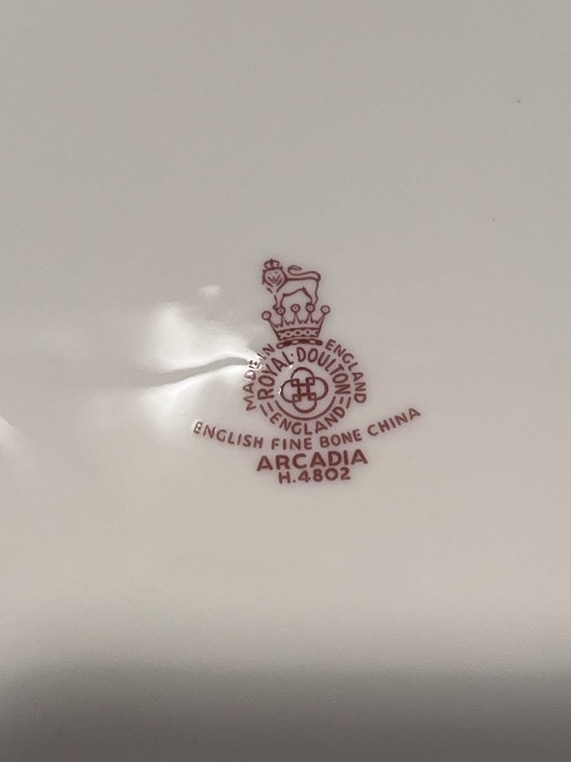 MADE IN ENGLAND
ROYAL·DOULTON
ENGLAND
ENGLISH FINE BONE CHINA
ARCADIA
H.4802